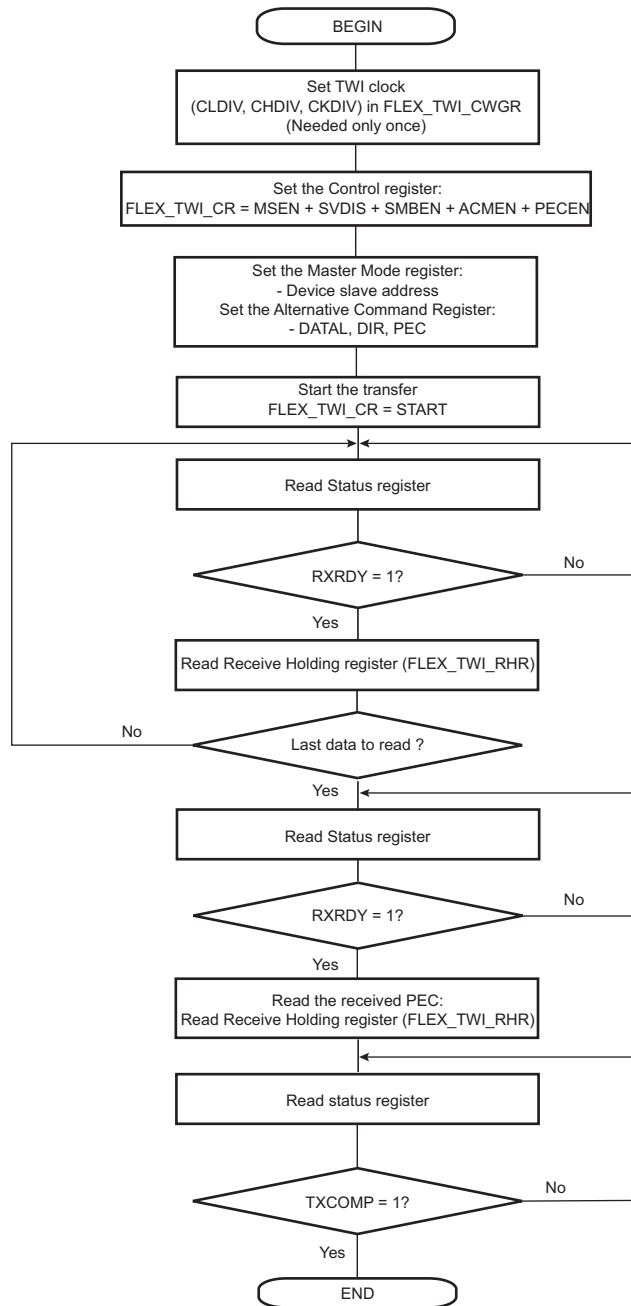 BEGIN
Set TWI clock
(CLDIV, CHDIV, CKDIV) in FLEX_TWI_CWGR
(Needed only once)
Set the Control register:
FLEX_TWI_CR = MSEN + SVDIS + SMBEN + ACMEN + PECEN
Set the Master Mode register:
- Device slave address
Set the Alternative Command Register:
- DATAL, DIR, PEC
Start the transfer
FLEX_TWI_CR = START
Read Status register
RXRDY = 1?
No
Yes
Read Receive Holding register (FLEX_TWI_RHR)
No
Last data to read ?
Yes
Read Status register
RXRDY = 1?
No
Yes
Read the received PEC:
Read Receive Holding register (FLEX_TWI_RHR)
Read status register
TXCOMP = 1?
No
Yes
END